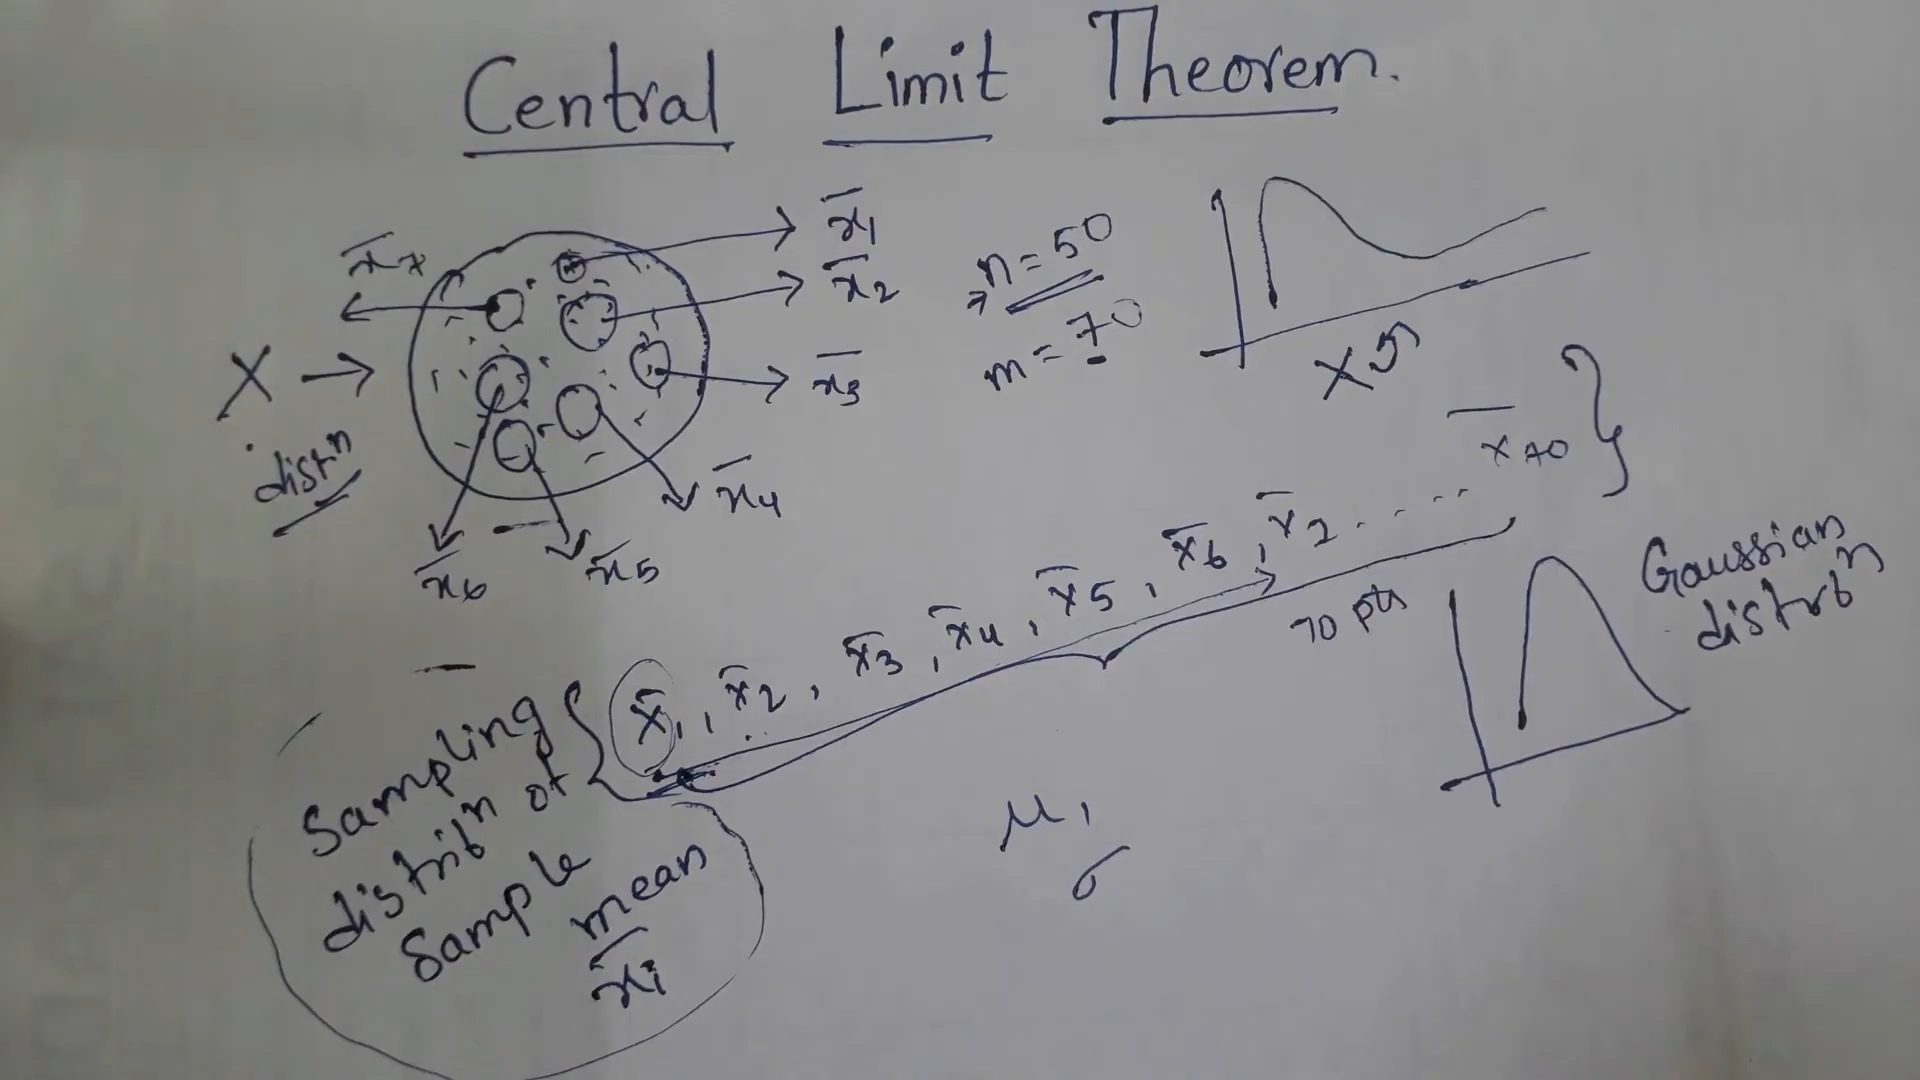 Central Limit Theorem.
x̄₁
x̄₇
x̄₂
n = 50
m = 70
X →
distⁿ
x̄₃
X
x̄₄
x̄₅
x̄₆
x̄₁, x̄₂, x̄₃, x̄₄, x̄₅, x̄₆, x̄₇ . . . . . x̄₇₀
70 pts
Gaussian
distrbⁿ
Sampling
distribⁿ of
Sample
mean
x̄ᵢ
μ,
σ